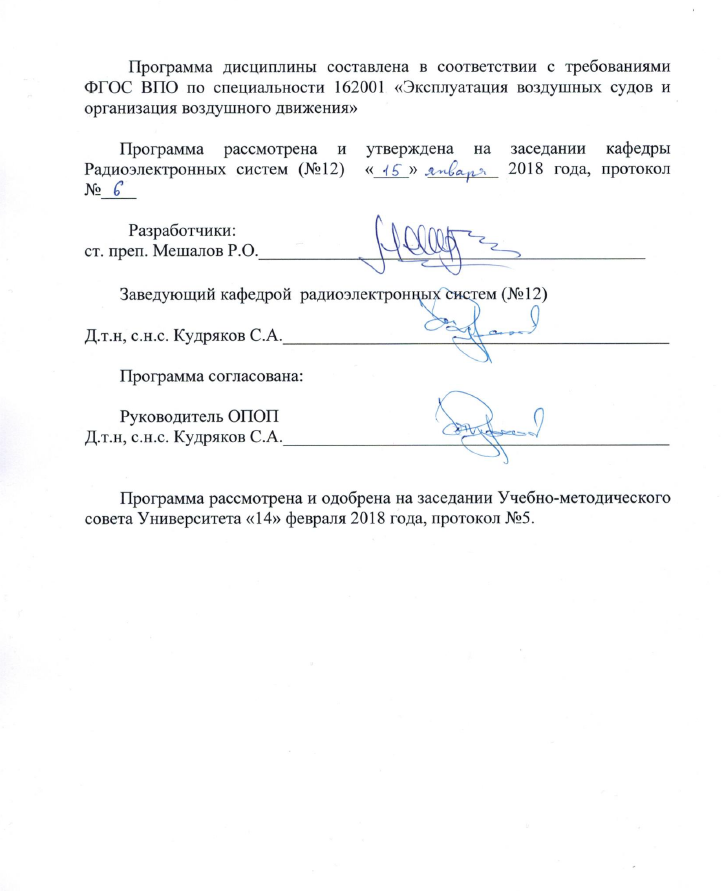 Программа дисциплины составлена в соответствии с требованиями
ФГОС ВПО по специальности 162001 «Эксплуатация воздушных судов и
организация воздушного движения»
Программа рассмотрена и утверждена на заседании кафедры
Радиоэлектронных систем (№12) «_15_» января 2018 года, протокол
№_6_
Разработчики:
ст. преп. Мешалов Р.О.
Заведующий кафедрой радиоэлектронных систем (№12)
Д.т.н, с.н.с. Кудряков С.А.
Программа согласована:
Руководитель ОПОП
Д.т.н, с.н.с. Кудряков С.А.
Программа рассмотрена и одобрена на заседании Учебно-методического
совета Университета «14» февраля 2018 года, протокол №5.